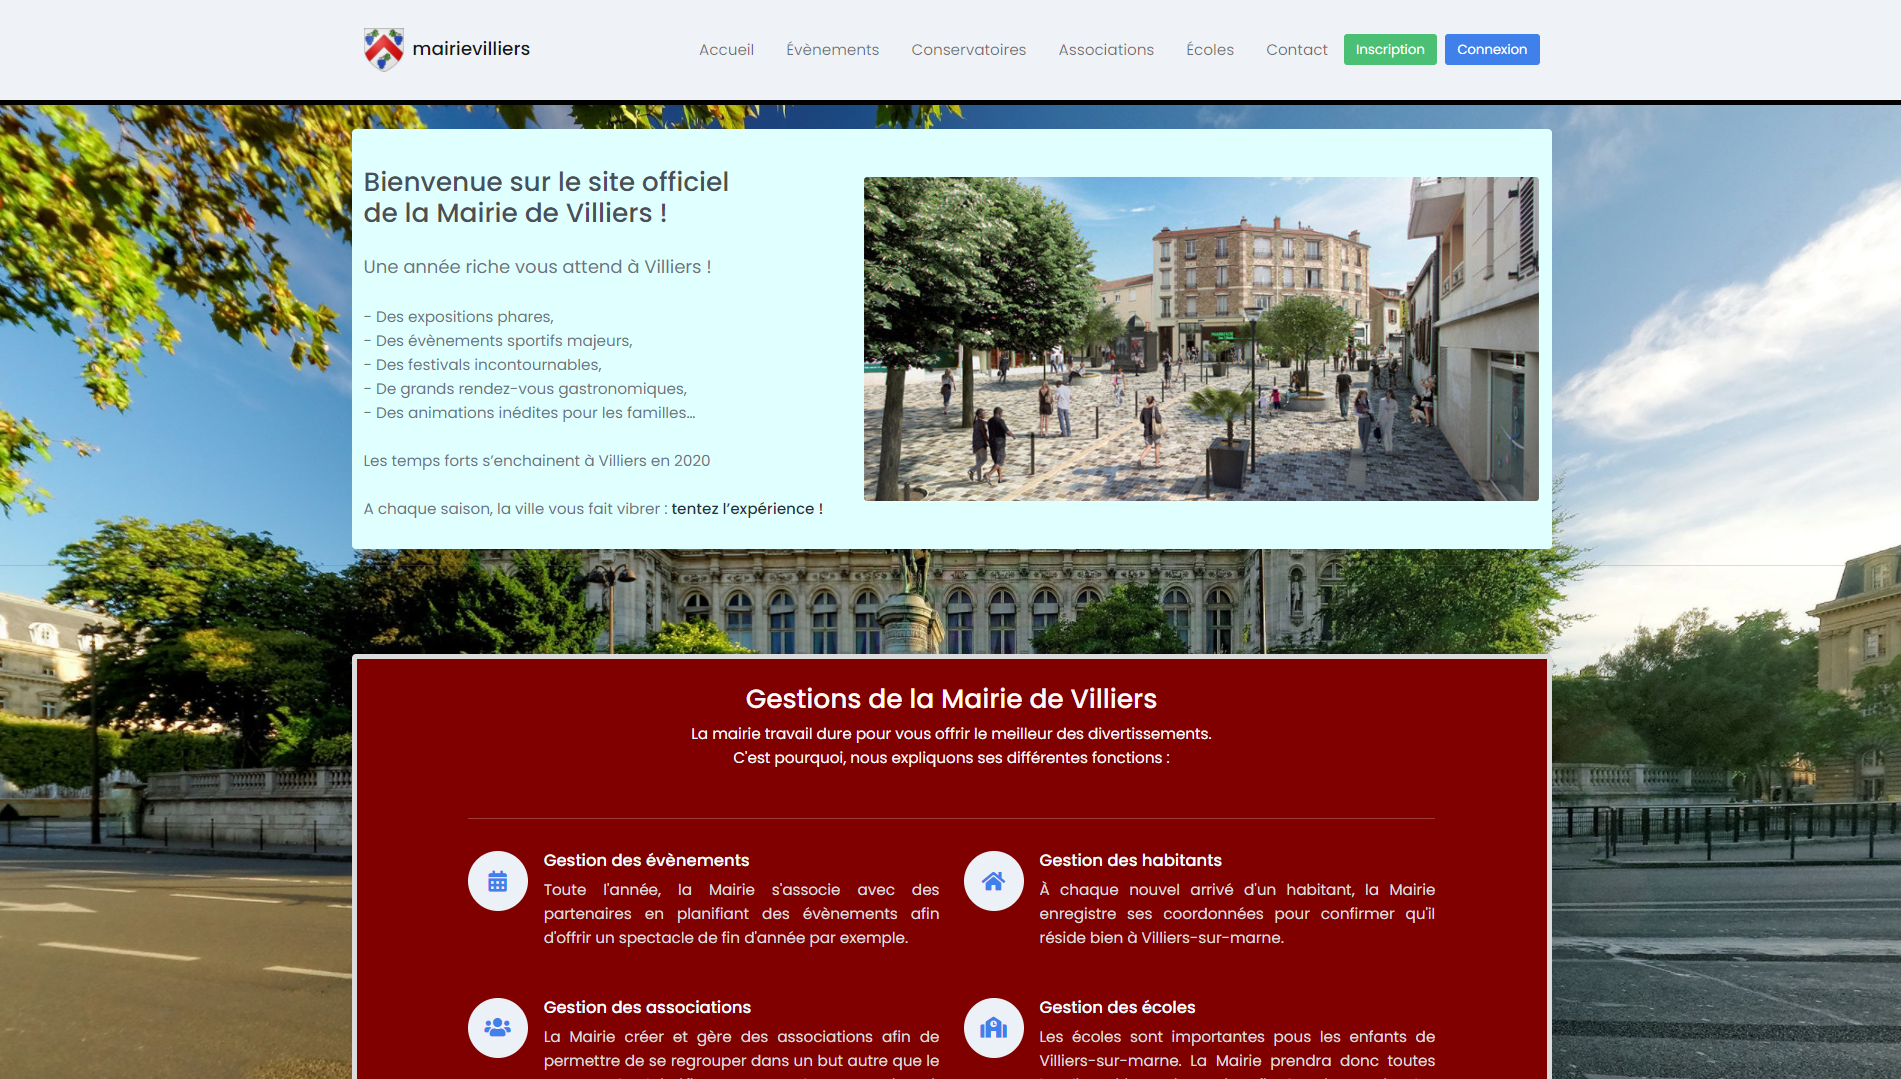 mairievilliers
Accueil
Évènements
Conservatoires
Associations
Écoles
Contact
Inscription
Connexion
Bienvenue sur le site officiel
de la Mairie de Villiers !
Une année riche vous attend à Villiers !
- Des expositions phares,
- Des évènements sportifs majeurs,
- Des festivals incontournables,
- De grands rendez-vous gastronomiques,
- Des animations inédites pour les familles...
Les temps forts s’enchainent à Villiers en 2020
A chaque saison, la ville vous fait vibrer : tentez l’expérience !
Gestions de la Mairie de Villiers
La mairie travail dure pour vous offrir le meilleur des divertissements.
C'est pourquoi, nous expliquons ses différentes fonctions :
Gestion des évènements
Toute l'année, la Mairie s'associe avec des
partenaires en planifiant des évènements afin
d'offrir un spectacle de fin d'année par exemple.
Gestion des habitants
À chaque nouvel arrivé d'un habitant, la Mairie
enregistre ses coordonnées pour confirmer qu'il
réside bien à Villiers-sur-marne.
Gestion des associations
La Mairie créer et gère des associations afin de
permettre de se regrouper dans un but autre que le
Gestion des écoles
Les écoles sont importantes pous les enfants de
Villiers-sur-marne. La Mairie prendra donc toutes